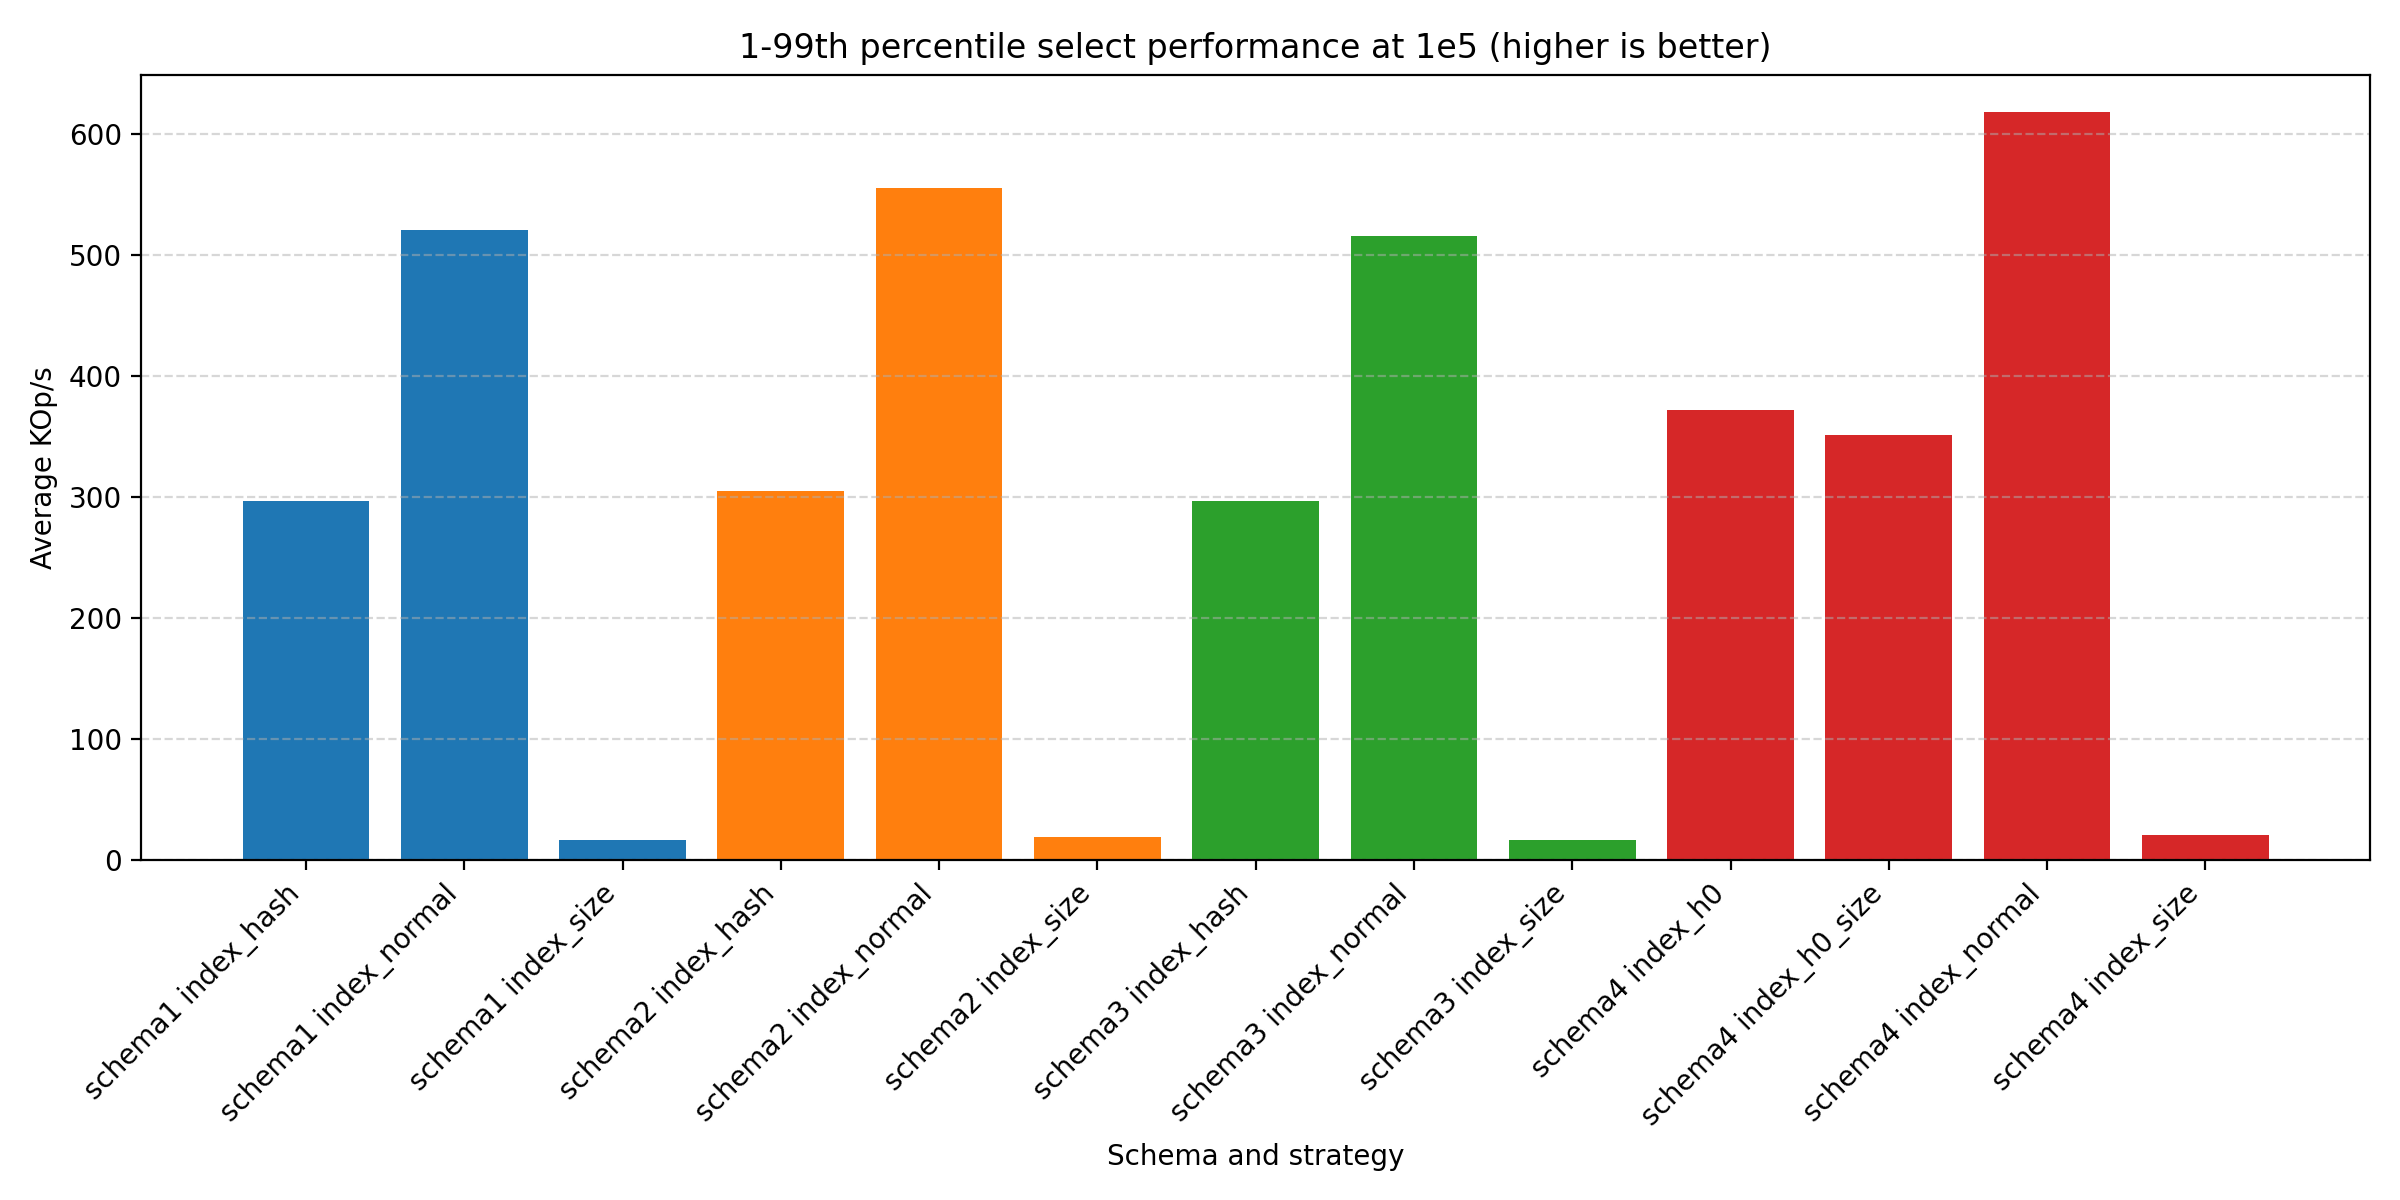 1-99th percentile select performance at 1e5 (higher is better)
Average KOp/s
600
500
400
300
200
100
0
schema1 index_hash
schema1 index_normal
schema1 index_size
schema2 index_hash
schema2 index_normal
schema2 index_size
schema3 index_hash
schema3 index_normal
schema3 index_size
schema4 index_h0
schema4 index_h0_size
schema4 index_normal
schema4 index_size
Schema and strategy